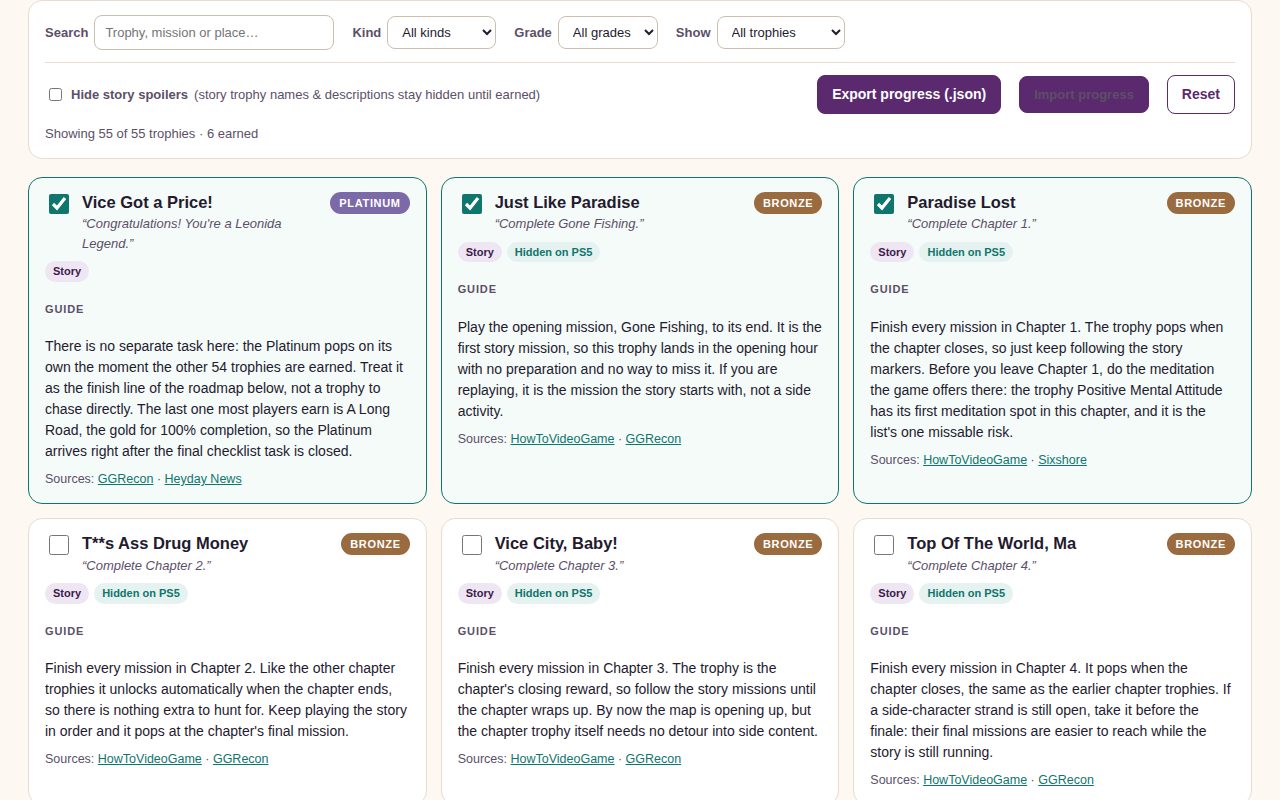 Search Trophy, mission or place… Kind All kinds Grade All grades Show All trophies
Hide story spoilers (story trophy names & descriptions stay hidden until earned) Export progress (.json) Import progress Reset
Showing 55 of 55 trophies · 6 earned
Vice Got a Price! PLATINUM
“Congratulations! You're a Leonida
Legend.”
Story
GUIDE
There is no separate task here: the Platinum pops on its
own the moment the other 54 trophies are earned. Treat it
as the finish line of the roadmap below, not a trophy to
chase directly. The last one most players earn is A Long
Road, the gold for 100% completion, so the Platinum
arrives right after the final checklist task is closed.
Sources: GGRecon · Heyday News
Just Like Paradise BRONZE
“Complete Gone Fishing.”
Story Hidden on PS5
GUIDE
Play the opening mission, Gone Fishing, to its end. It is the
first story mission, so this trophy lands in the opening hour
with no preparation and no way to miss it. If you are
replaying, it is the mission the story starts with, not a side
activity.
Sources: HowToVideoGame · GGRecon
Paradise Lost BRONZE
“Complete Chapter 1.”
Story Hidden on PS5
GUIDE
Finish every mission in Chapter 1. The trophy pops when
the chapter closes, so just keep following the story
markers. Before you leave Chapter 1, do the meditation
the game offers there: the trophy Positive Mental Attitude
has its first meditation spot in this chapter, and it is the
list's one missable risk.
Sources: HowToVideoGame · Sixshore
T**s Ass Drug Money BRONZE
“Complete Chapter 2.”
Story Hidden on PS5
GUIDE
Finish every mission in Chapter 2. Like the other chapter
trophies it unlocks automatically when the chapter ends,
so there is nothing extra to hunt for. Keep playing the story
in order and it pops at the chapter's final mission.
Sources: HowToVideoGame · GGRecon
Vice City, Baby! BRONZE
“Complete Chapter 3.”
Story Hidden on PS5
GUIDE
Finish every mission in Chapter 3. The trophy is the
chapter's closing reward, so follow the story missions until
the chapter wraps up. By now the map is opening up, but
the chapter trophy itself needs no detour into side content.
Sources: HowToVideoGame · GGRecon
Top Of The World, Ma BRONZE
“Complete Chapter 4.”
Story Hidden on PS5
GUIDE
Finish every mission in Chapter 4. It pops when the
chapter closes, the same as the earlier chapter trophies. If
a side-character strand is still open, take it before the
finale: their final missions are easier to reach while the
story is still running.
Sources: HowToVideoGame · GGRecon